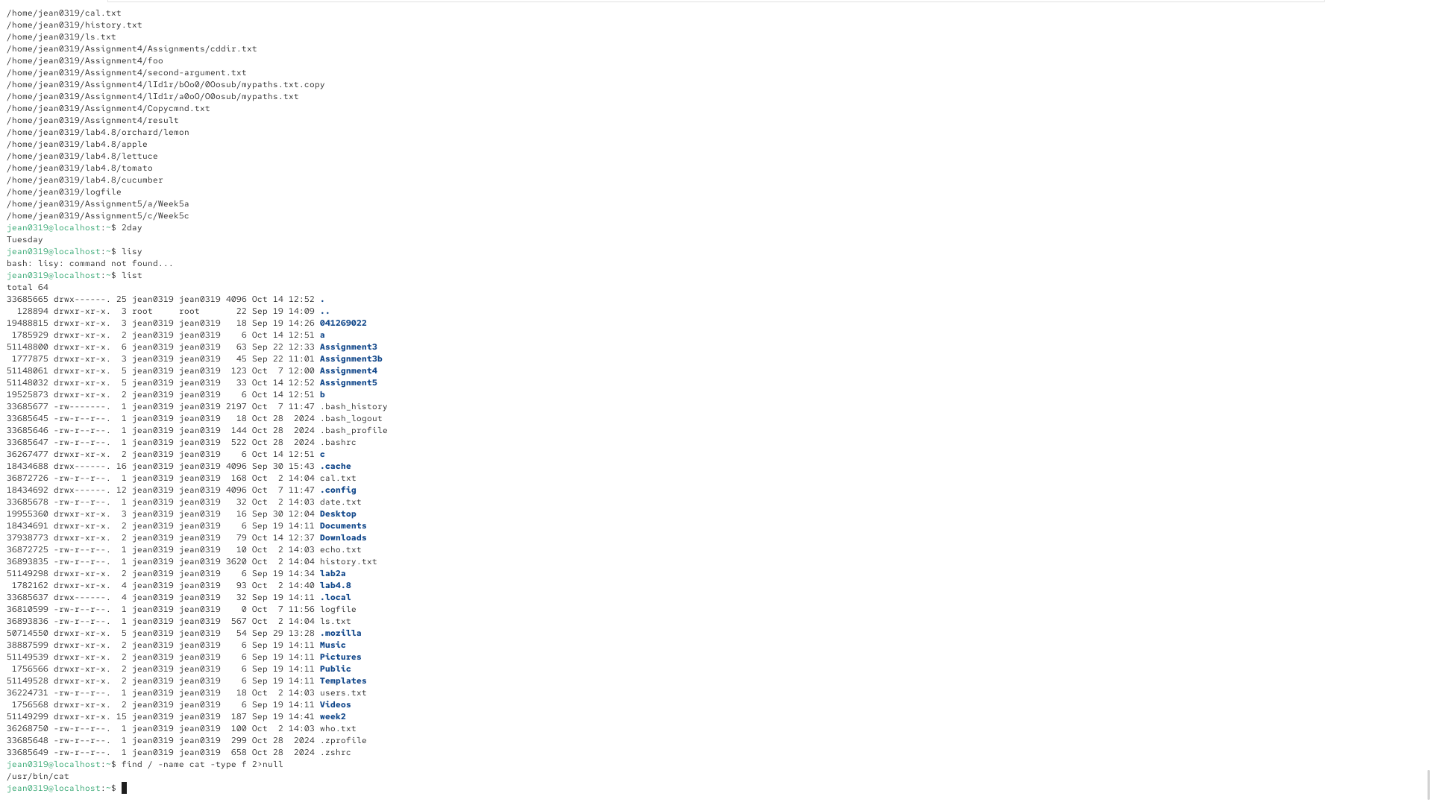 /home/jean0319/cal.txt
/home/jean0319/history.txt
/home/jean0319/ls.txt
/home/jean0319/Assignment4/Assignments/cddir.txt
/home/jean0319/Assignment4/foo
/home/jean0319/Assignment4/second-argument.txt
/home/jean0319/Assignment4/lId1r/bOo0/0Oosub/mypaths.txt.copy
/home/jean0319/Assignment4/lId1r/a0oO/O0osub/mypaths.txt
/home/jean0319/Assignment4/Copycmnd.txt
/home/jean0319/Assignment4/result
/home/jean0319/lab4.8/orchard/lemon
/home/jean0319/lab4.8/apple
/home/jean0319/lab4.8/lettuce
/home/jean0319/lab4.8/tomato
/home/jean0319/lab4.8/cucumber
/home/jean0319/logfile
/home/jean0319/Assignment5/a/Week5a
/home/jean0319/Assignment5/c/Week5c
jean0319@localhost:~$ 2day
Tuesday
jean0319@localhost:~$ lisy
bash: lisy: command not found...
jean0319@localhost:~$ list
total 64
33685665 drwx------. 25 jean0319 jean0319 4096 Oct 14 12:52 .
  128894 drwxr-xr-x.  3 root     root       22 Sep 19 14:09 ..
19488815 drwxr-xr-x.  3 jean0319 jean0319   18 Sep 19 14:26 041269022
 1785929 drwxr-xr-x.  2 jean0319 jean0319    6 Oct 14 12:51 a
51148800 drwxr-xr-x.  6 jean0319 jean0319   63 Sep 22 12:33 Assignment3
 1777875 drwxr-xr-x.  3 jean0319 jean0319   45 Sep 22 11:01 Assignment3b
51148061 drwxr-xr-x.  5 jean0319 jean0319  123 Oct  7 12:00 Assignment4
51148032 drwxr-xr-x.  5 jean0319 jean0319   33 Oct 14 12:52 Assignment5
19525873 drwxr-xr-x.  2 jean0319 jean0319    6 Oct 14 12:51 b
33685677 -rw-------.  1 jean0319 jean0319 2197 Oct  7 11:47 .bash_history
33685645 -rw-r--r--.  1 jean0319 jean0319   18 Oct 28  2024 .bash_logout
33685646 -rw-r--r--.  1 jean0319 jean0319  144 Oct 28  2024 .bash_profile
33685647 -rw-r--r--.  1 jean0319 jean0319  522 Oct 28  2024 .bashrc
36267477 drwxr-xr-x.  2 jean0319 jean0319    6 Oct 14 12:51 c
18434688 drwx------. 16 jean0319 jean0319 4096 Sep 30 15:43 .cache
36872726 -rw-r--r--.  1 jean0319 jean0319  168 Oct  2 14:04 cal.txt
18434692 drwx------. 12 jean0319 jean0319 4096 Oct  7 11:47 .config
33685678 -rw-r--r--.  1 jean0319 jean0319   32 Oct  2 14:03 date.txt
19955360 drwxr-xr-x.  3 jean0319 jean0319   16 Sep 30 12:04 Desktop
18434691 drwxr-xr-x.  2 jean0319 jean0319    6 Sep 19 14:11 Documents
37938773 drwxr-xr-x.  2 jean0319 jean0319   79 Oct 14 12:37 Downloads
36872725 -rw-r--r--.  1 jean0319 jean0319   10 Oct  2 14:03 echo.txt
36893835 -rw-r--r--.  1 jean0319 jean0319 3620 Oct  2 14:04 history.txt
51149298 drwxr-xr-x.  2 jean0319 jean0319    6 Sep 19 14:34 lab2a
 1782162 drwxr-xr-x.  4 jean0319 jean0319   93 Oct  2 14:40 lab4.8
33685637 drwx------.  4 jean0319 jean0319   32 Sep 19 14:11 .local
36810599 -rw-r--r--.  1 jean0319 jean0319    0 Oct  7 11:56 logfile
36893836 -rw-r--r--.  1 jean0319 jean0319  567 Oct  2 14:04 ls.txt
50714550 drwxr-xr-x.  5 jean0319 jean0319   54 Sep 29 13:28 .mozilla
38887599 drwxr-xr-x.  2 jean0319 jean0319    6 Sep 19 14:11 Music
51149539 drwxr-xr-x.  2 jean0319 jean0319    6 Sep 19 14:11 Pictures
 1756566 drwxr-xr-x.  2 jean0319 jean0319    6 Sep 19 14:11 Public
51149528 drwxr-xr-x.  2 jean0319 jean0319    6 Sep 19 14:11 Templates
36224731 -rw-r--r--.  1 jean0319 jean0319   18 Oct  2 14:03 users.txt
 1756568 drwxr-xr-x.  2 jean0319 jean0319    6 Sep 19 14:11 Videos
51149299 drwxr-xr-x. 15 jean0319 jean0319  187 Sep 19 14:41 week2
36268750 -rw-r--r--.  1 jean0319 jean0319  100 Oct  2 14:03 who.txt
33685648 -rw-r--r--.  1 jean0319 jean0319  299 Oct 28  2024 .zprofile
33685649 -rw-r--r--.  1 jean0319 jean0319  658 Oct 28  2024 .zshrc
jean0319@localhost:~$ find / -name cat -type f 2>null
/usr/bin/cat
jean0319@localhost:~$